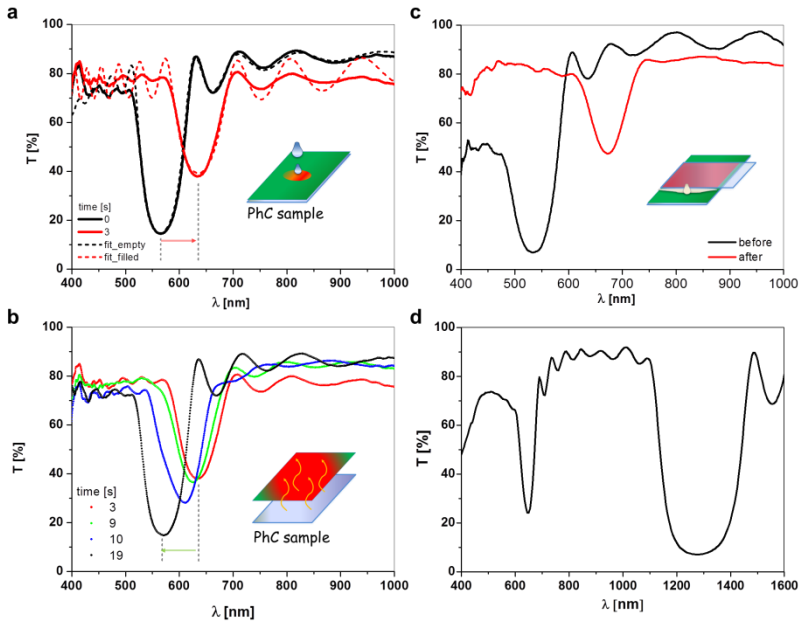 a
T [%]
100
80
60
40
20
0
time [s]
0
3
fit_empty
fit_filled
PhC sample
400 500 600 700 800 900 1000
λ [nm]
c
T [%]
100
80
60
40
20
0
before
after
400 500 600 700 800 900 1000
λ [nm]
b
T [%]
100
80
60
40
20
0
time [s]
3
9
10
19
PhC sample
400 500 600 700 800 900 1000
λ [nm]
d
T [%]
100
80
60
40
20
0
400 600 800 1000 1200 1400 1600
λ [nm]